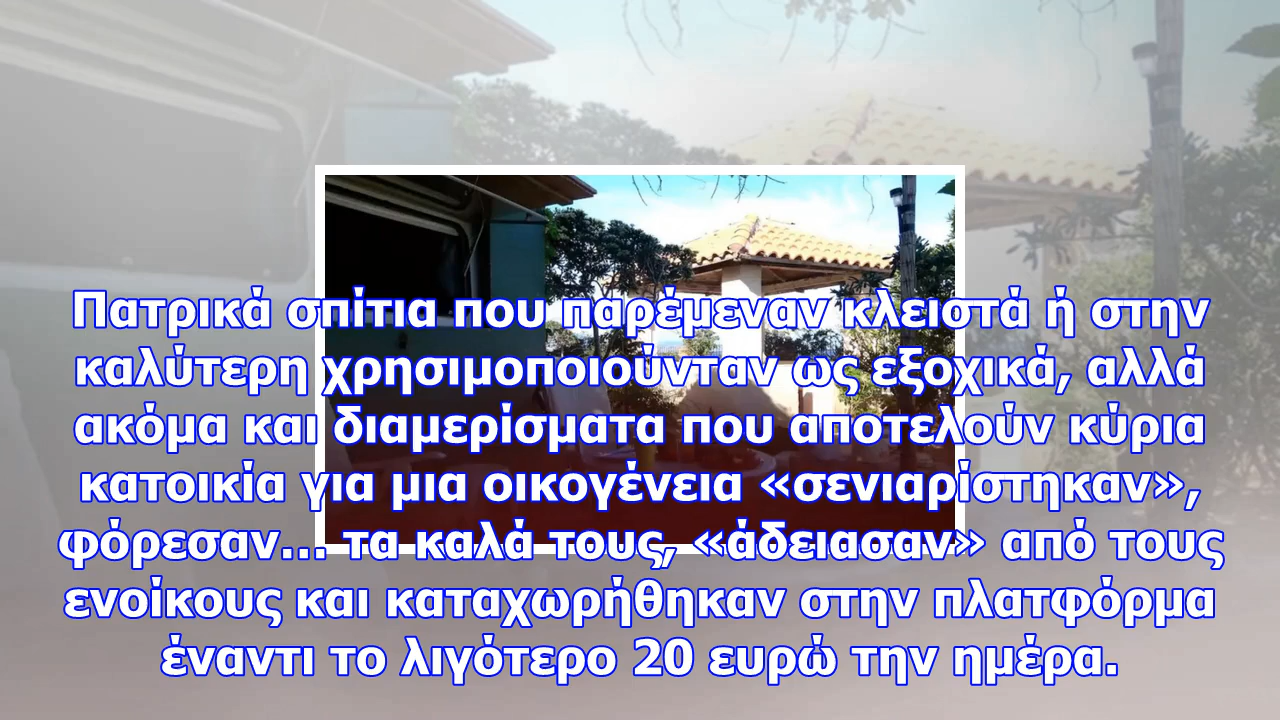 Πατρικά σπίτια που παρέμεναν κλειστά ή στην
καλύτερη χρησιμοποιούνταν ως εξοχικά, αλλά
ακόμα και διαμερίσματα που αποτελούν κύρια
κατοικία για μια οικογένεια «σενιαρίστηκαν»,
φόρεσαν... τα καλά τους, «άδειασαν» από τους
ενοίκους και καταχωρήθηκαν στην πλατφόρμα
έναντι το λιγότερο 20 ευρώ την ημέρα.